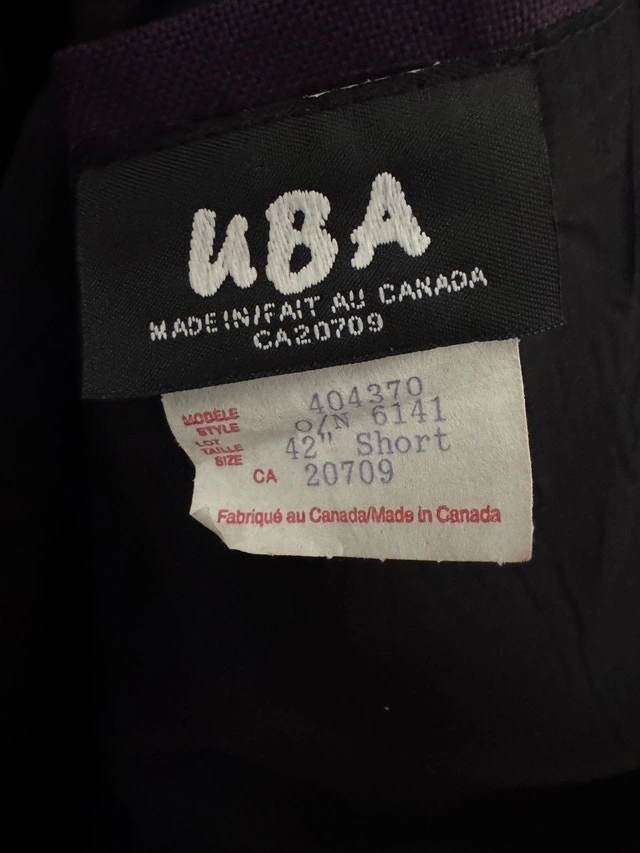 UBA
MADE IN/FAIT AU CANADA
CA20709
MODÈLE 404370
STYLE O/N 6141
LOT
TAILLE 42" Short
SIZE
CA 20709
Fabriqué au Canada/Made in Canada